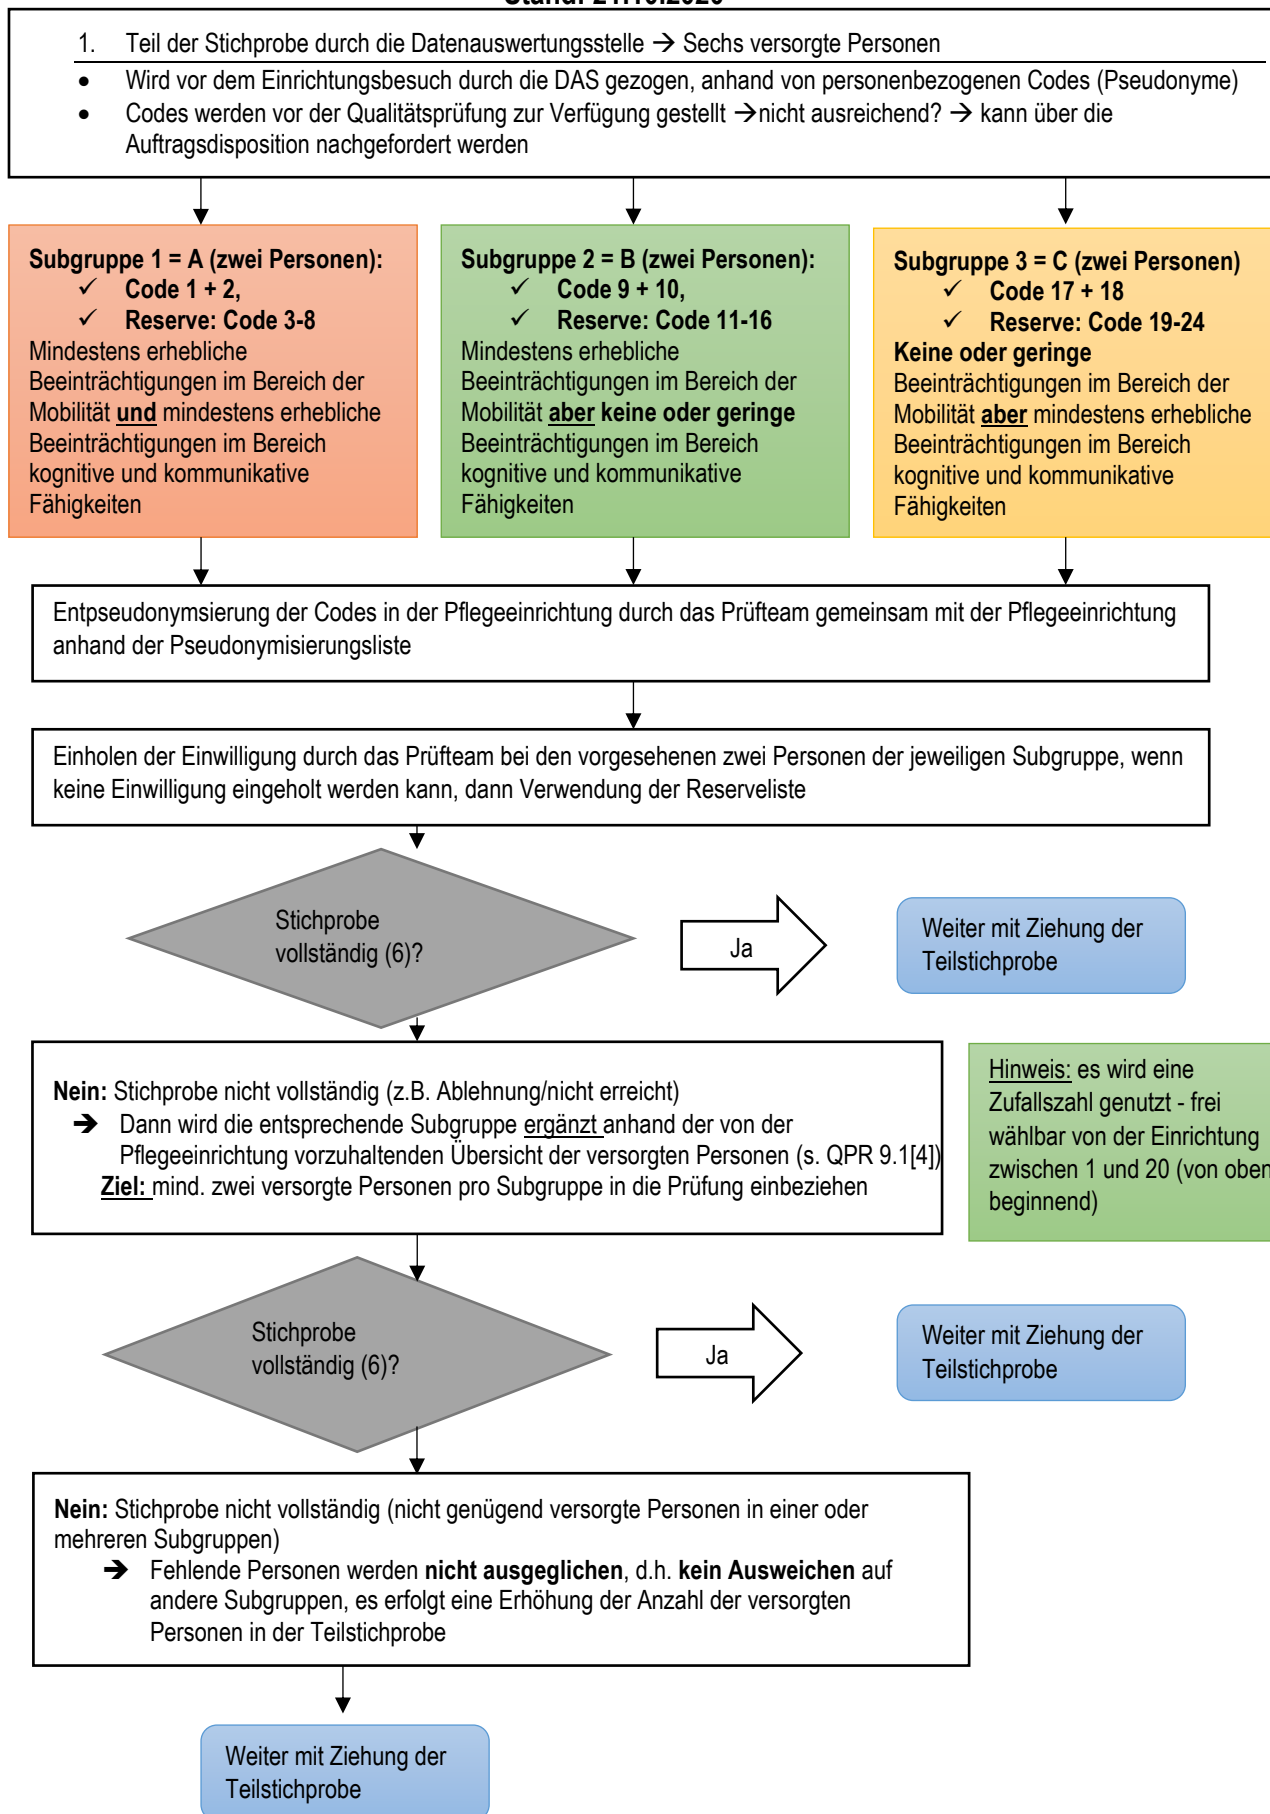 1. Teil der Stichprobe durch die Datenauswertungsstelle → Sechs versorgte Personen
• Wird vor dem Einrichtungsbesuch durch die DAS gezogen, anhand von personenbezogenen Codes (Pseudonyme)
• Codes werden vor der Qualitätsprüfung zur Verfügung gestellt →nicht ausreichend? → kann über die
Auftragsdisposition nachgefordert werden
Subgruppe 1 = A (zwei Personen):
✓ Code 1 + 2,
✓ Reserve: Code 3-8
Mindestens erhebliche
Beeinträchtigungen im Bereich der
Mobilität und mindestens erhebliche
Beeinträchtigungen im Bereich
kognitive und kommunikative
Fähigkeiten
Subgruppe 2 = B (zwei Personen):
✓ Code 9 + 10,
✓ Reserve: Code 11-16
Mindestens erhebliche
Beeinträchtigungen im Bereich der
Mobilität aber keine oder geringe
Beeinträchtigungen im Bereich
kognitive und kommunikative
Fähigkeiten
Subgruppe 3 = C (zwei Personen)
✓ Code 17 + 18
✓ Reserve: Code 19-24
Keine oder geringe
Beeinträchtigungen im Bereich der
Mobilität aber mindestens erhebliche
Beeinträchtigungen im Bereich
kognitive und kommunikative
Fähigkeiten
Entpseudonymsierung der Codes in der Pflegeeinrichtung durch das Prüfteam gemeinsam mit der Pflegeeinrichtung
anhand der Pseudonymisierungsliste
Einholen der Einwilligung durch das Prüfteam bei den vorgesehenen zwei Personen der jeweiligen Subgruppe, wenn
keine Einwilligung eingeholt werden kann, dann Verwendung der Reserveliste
Stichprobe
vollständig (6)?
Ja
Weiter mit Ziehung der
Teilstichprobe
Nein: Stichprobe nicht vollständig (z.B. Ablehnung/nicht erreicht)
➔ Dann wird die entsprechende Subgruppe ergänzt anhand der von der
Pflegeeinrichtung vorzuhaltenden Übersicht der versorgten Personen (s. QPR 9.1[4])
Ziel: mind. zwei versorgte Personen pro Subgruppe in die Prüfung einbeziehen
Hinweis: es wird eine
Zufallszahl genutzt - frei
wählbar von der Einrichtung
zwischen 1 und 20 (von oben
beginnend)
Stichprobe
vollständig (6)?
Ja
Weiter mit Ziehung der
Teilstichprobe
Nein: Stichprobe nicht vollständig (nicht genügend versorgte Personen in einer oder
mehreren Subgruppen)
➔ Fehlende Personen werden nicht ausgeglichen, d.h. kein Ausweichen auf
andere Subgruppen, es erfolgt eine Erhöhung der Anzahl der versorgten
Personen in der Teilstichprobe
Weiter mit Ziehung der
Teilstichprobe